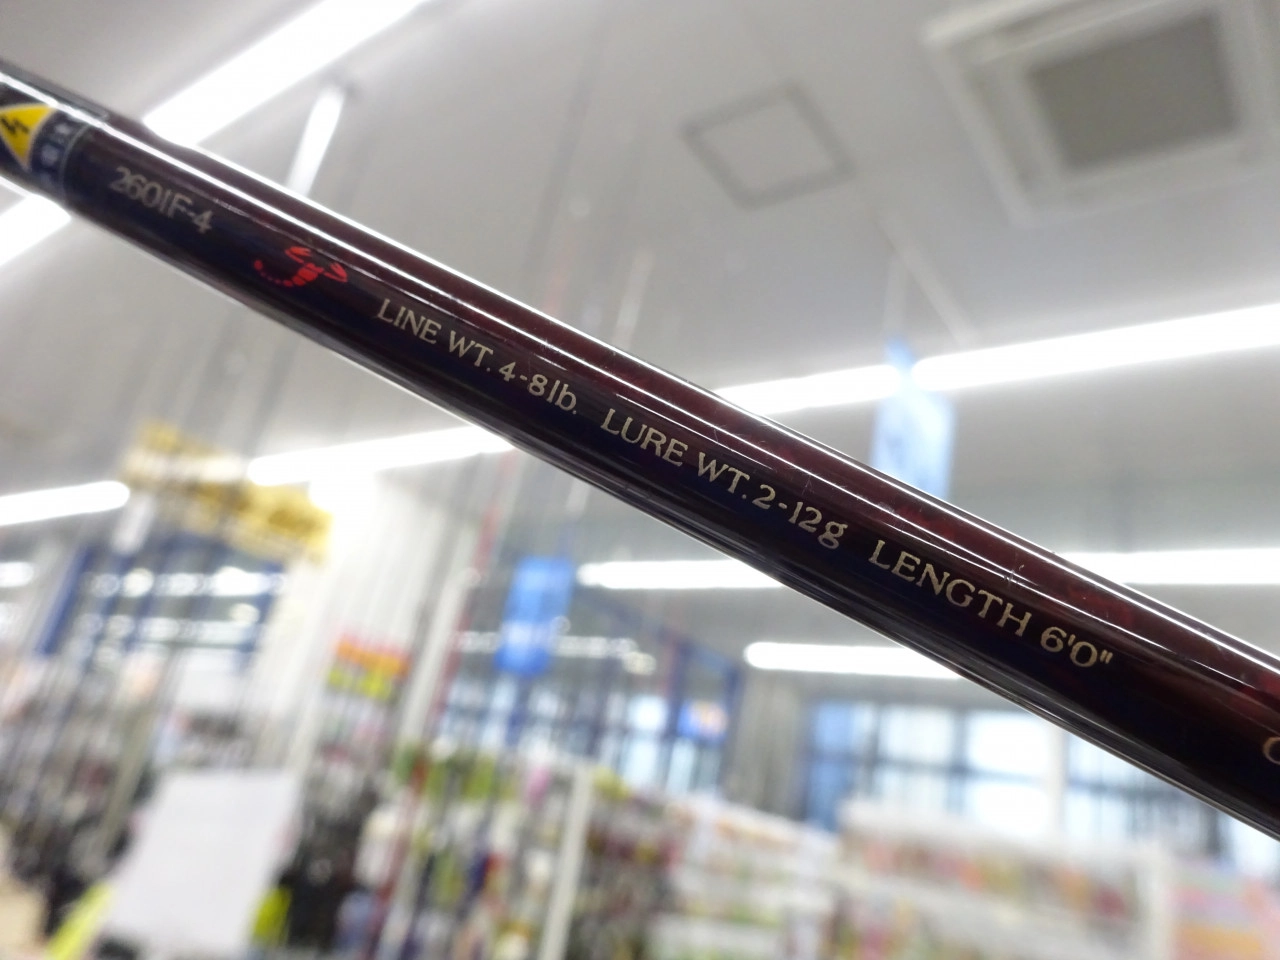 2601F-4 LINE WT. 4-8lb. LURE WT. 2-12g LENGTH 6'0"